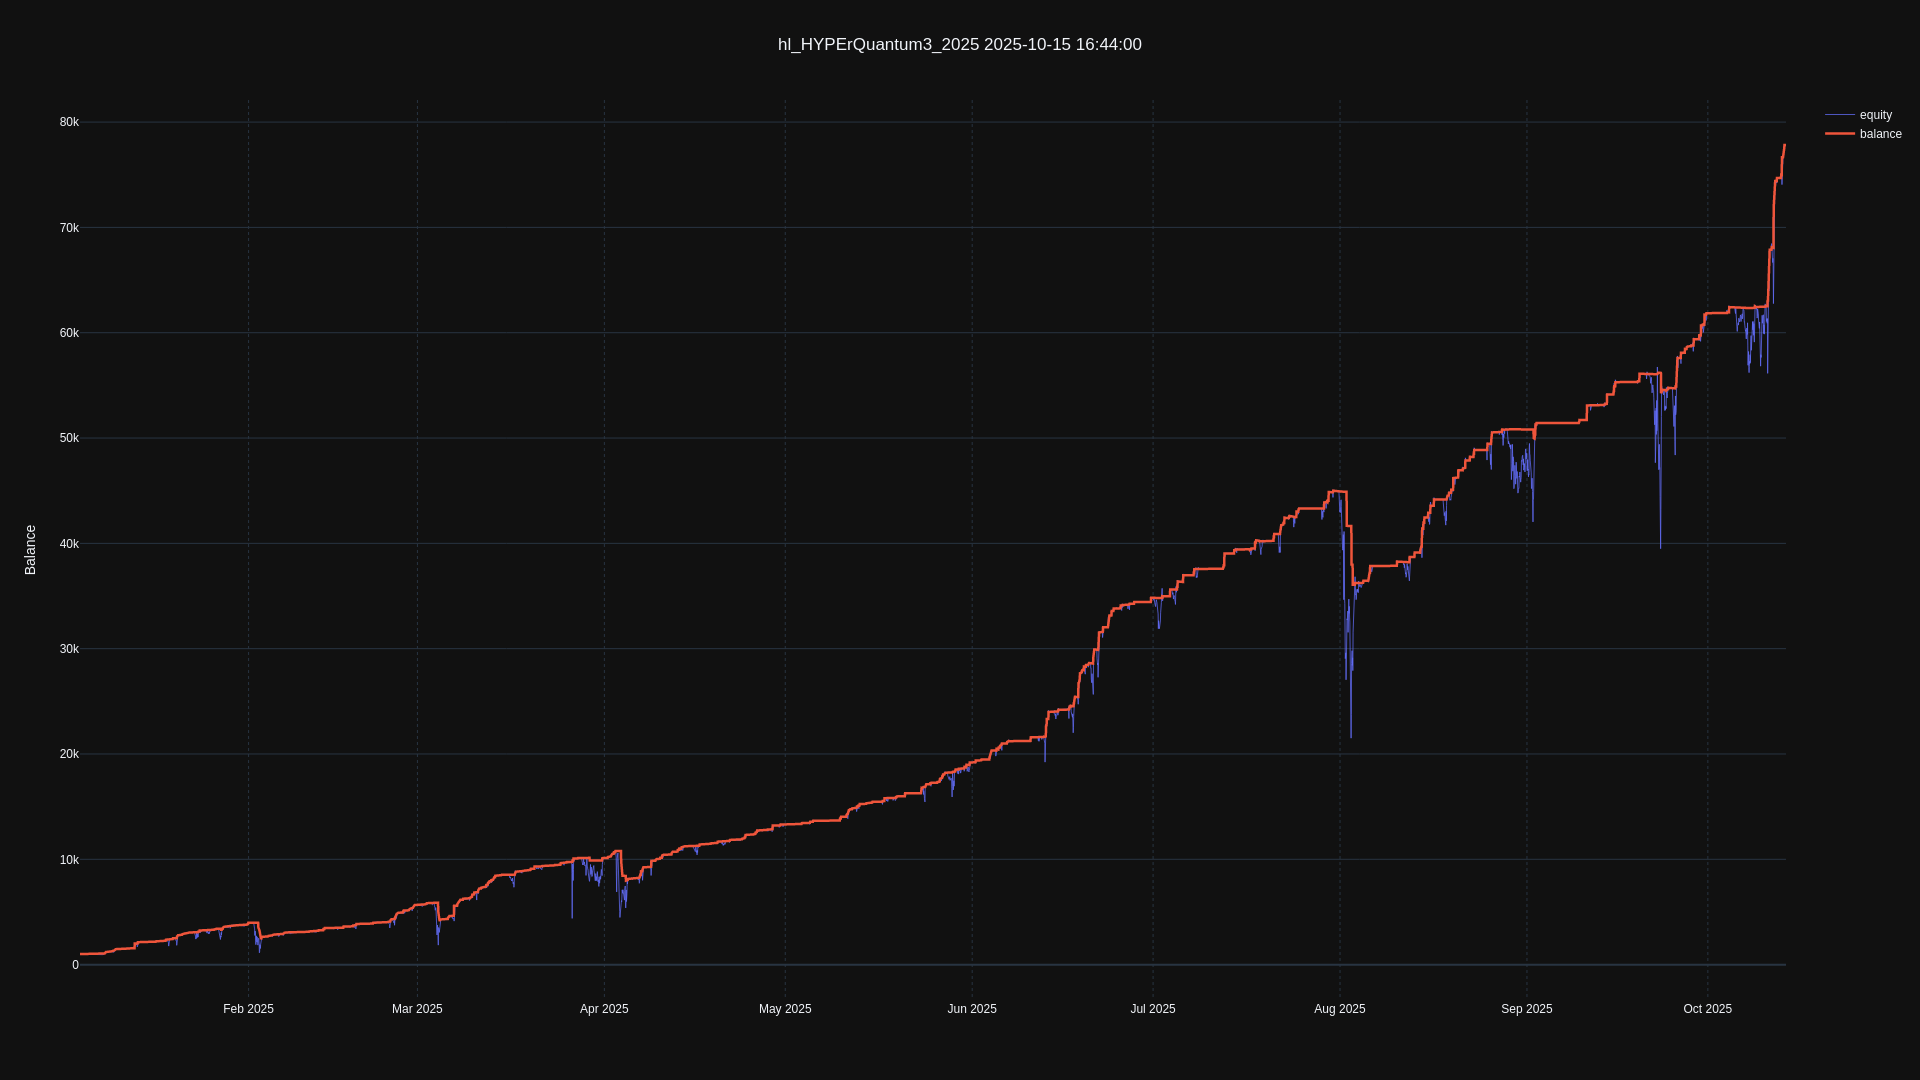 hl_HYPErQuantum3_2025 2025-10-15 16:44:00
equity
balance
80k
70k
60k
50k
40k
30k
20k
10k
0
Balance
Feb 2025
Mar 2025
Apr 2025
May 2025
Jun 2025
Jul 2025
Aug 2025
Sep 2025
Oct 2025